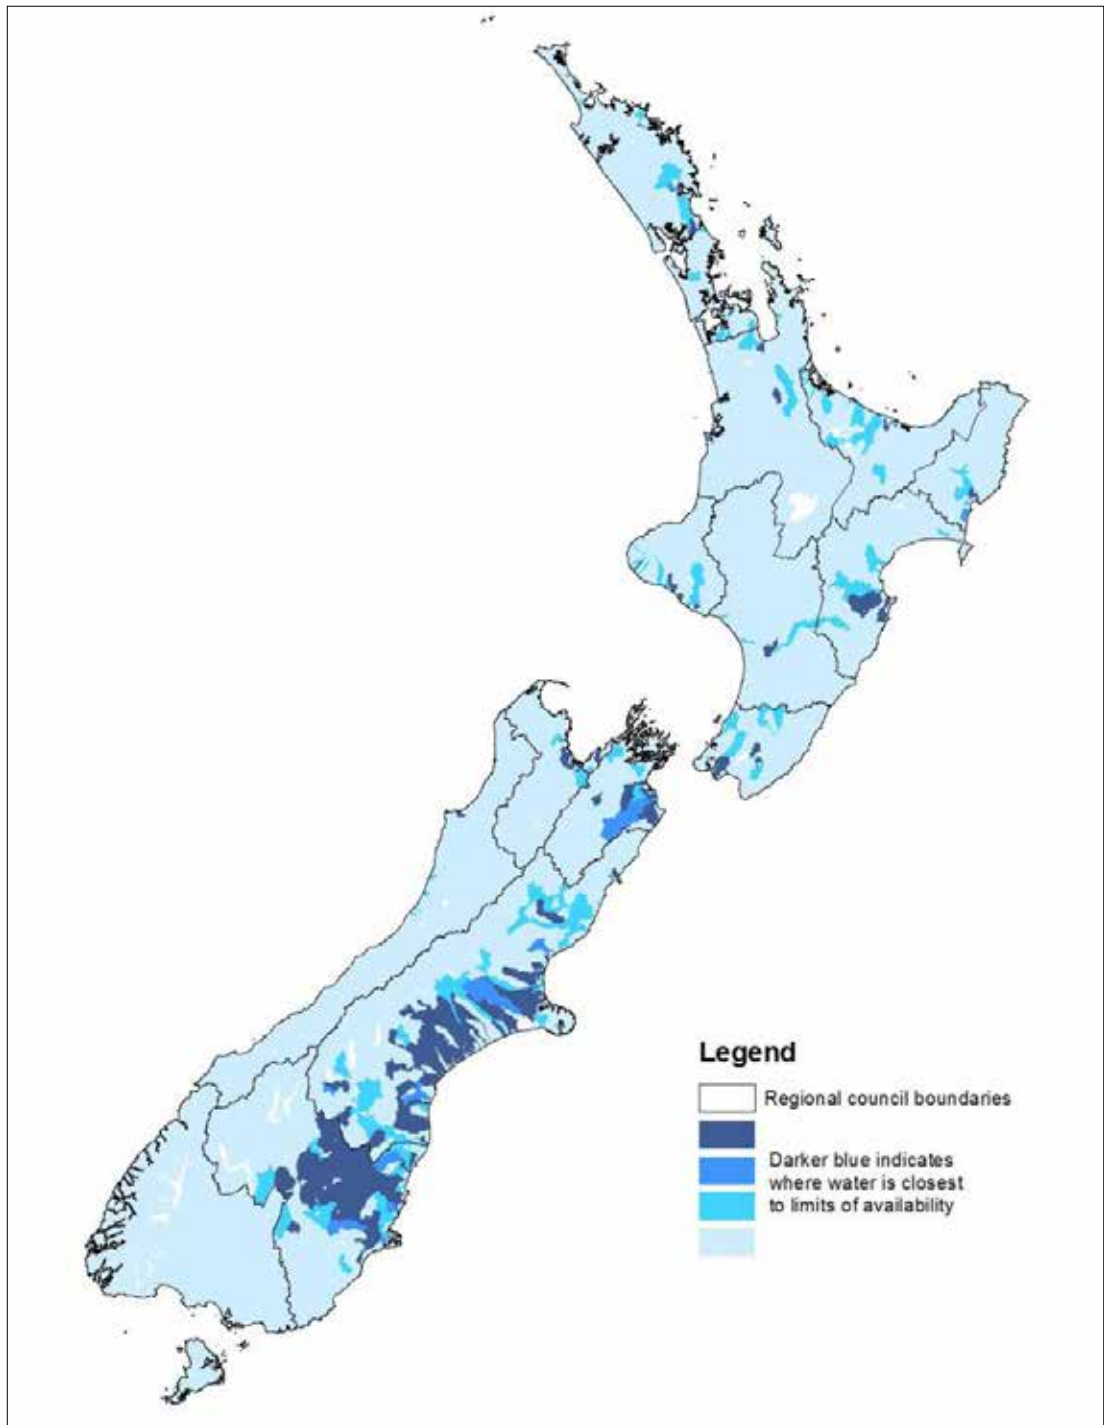 Legend
Regional council boundaries
Darker blue indicates
where water is closest
to limits of availability